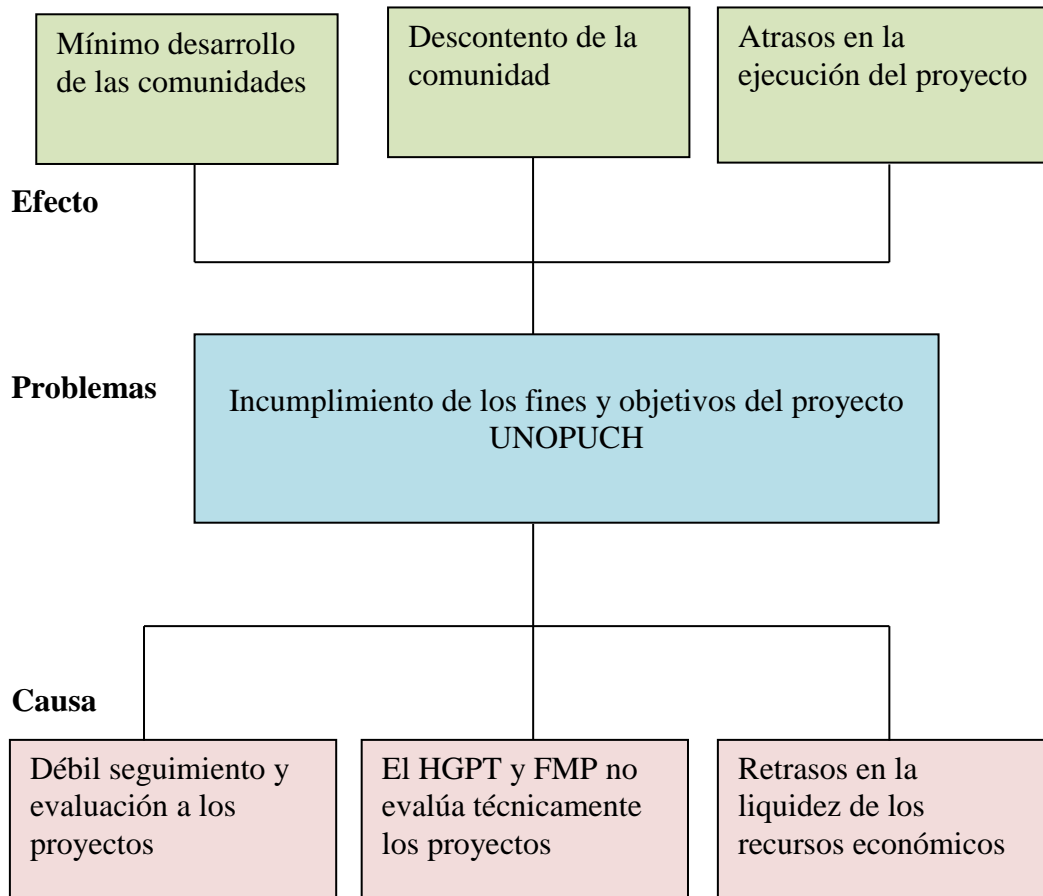 Mínimo desarrollo
de las comunidades
Descontento de la
comunidad
Atrasos en la
ejecución del proyecto
Efecto
Problemas
Incumplimiento de los fines y objetivos del proyecto
UNOPUCH
Causa
Débil seguimiento y
evaluación a los
proyectos
El HGPT y FMP no
evalúa técnicamente
los proyectos
Retrasos en la
liquidez de los
recursos económicos